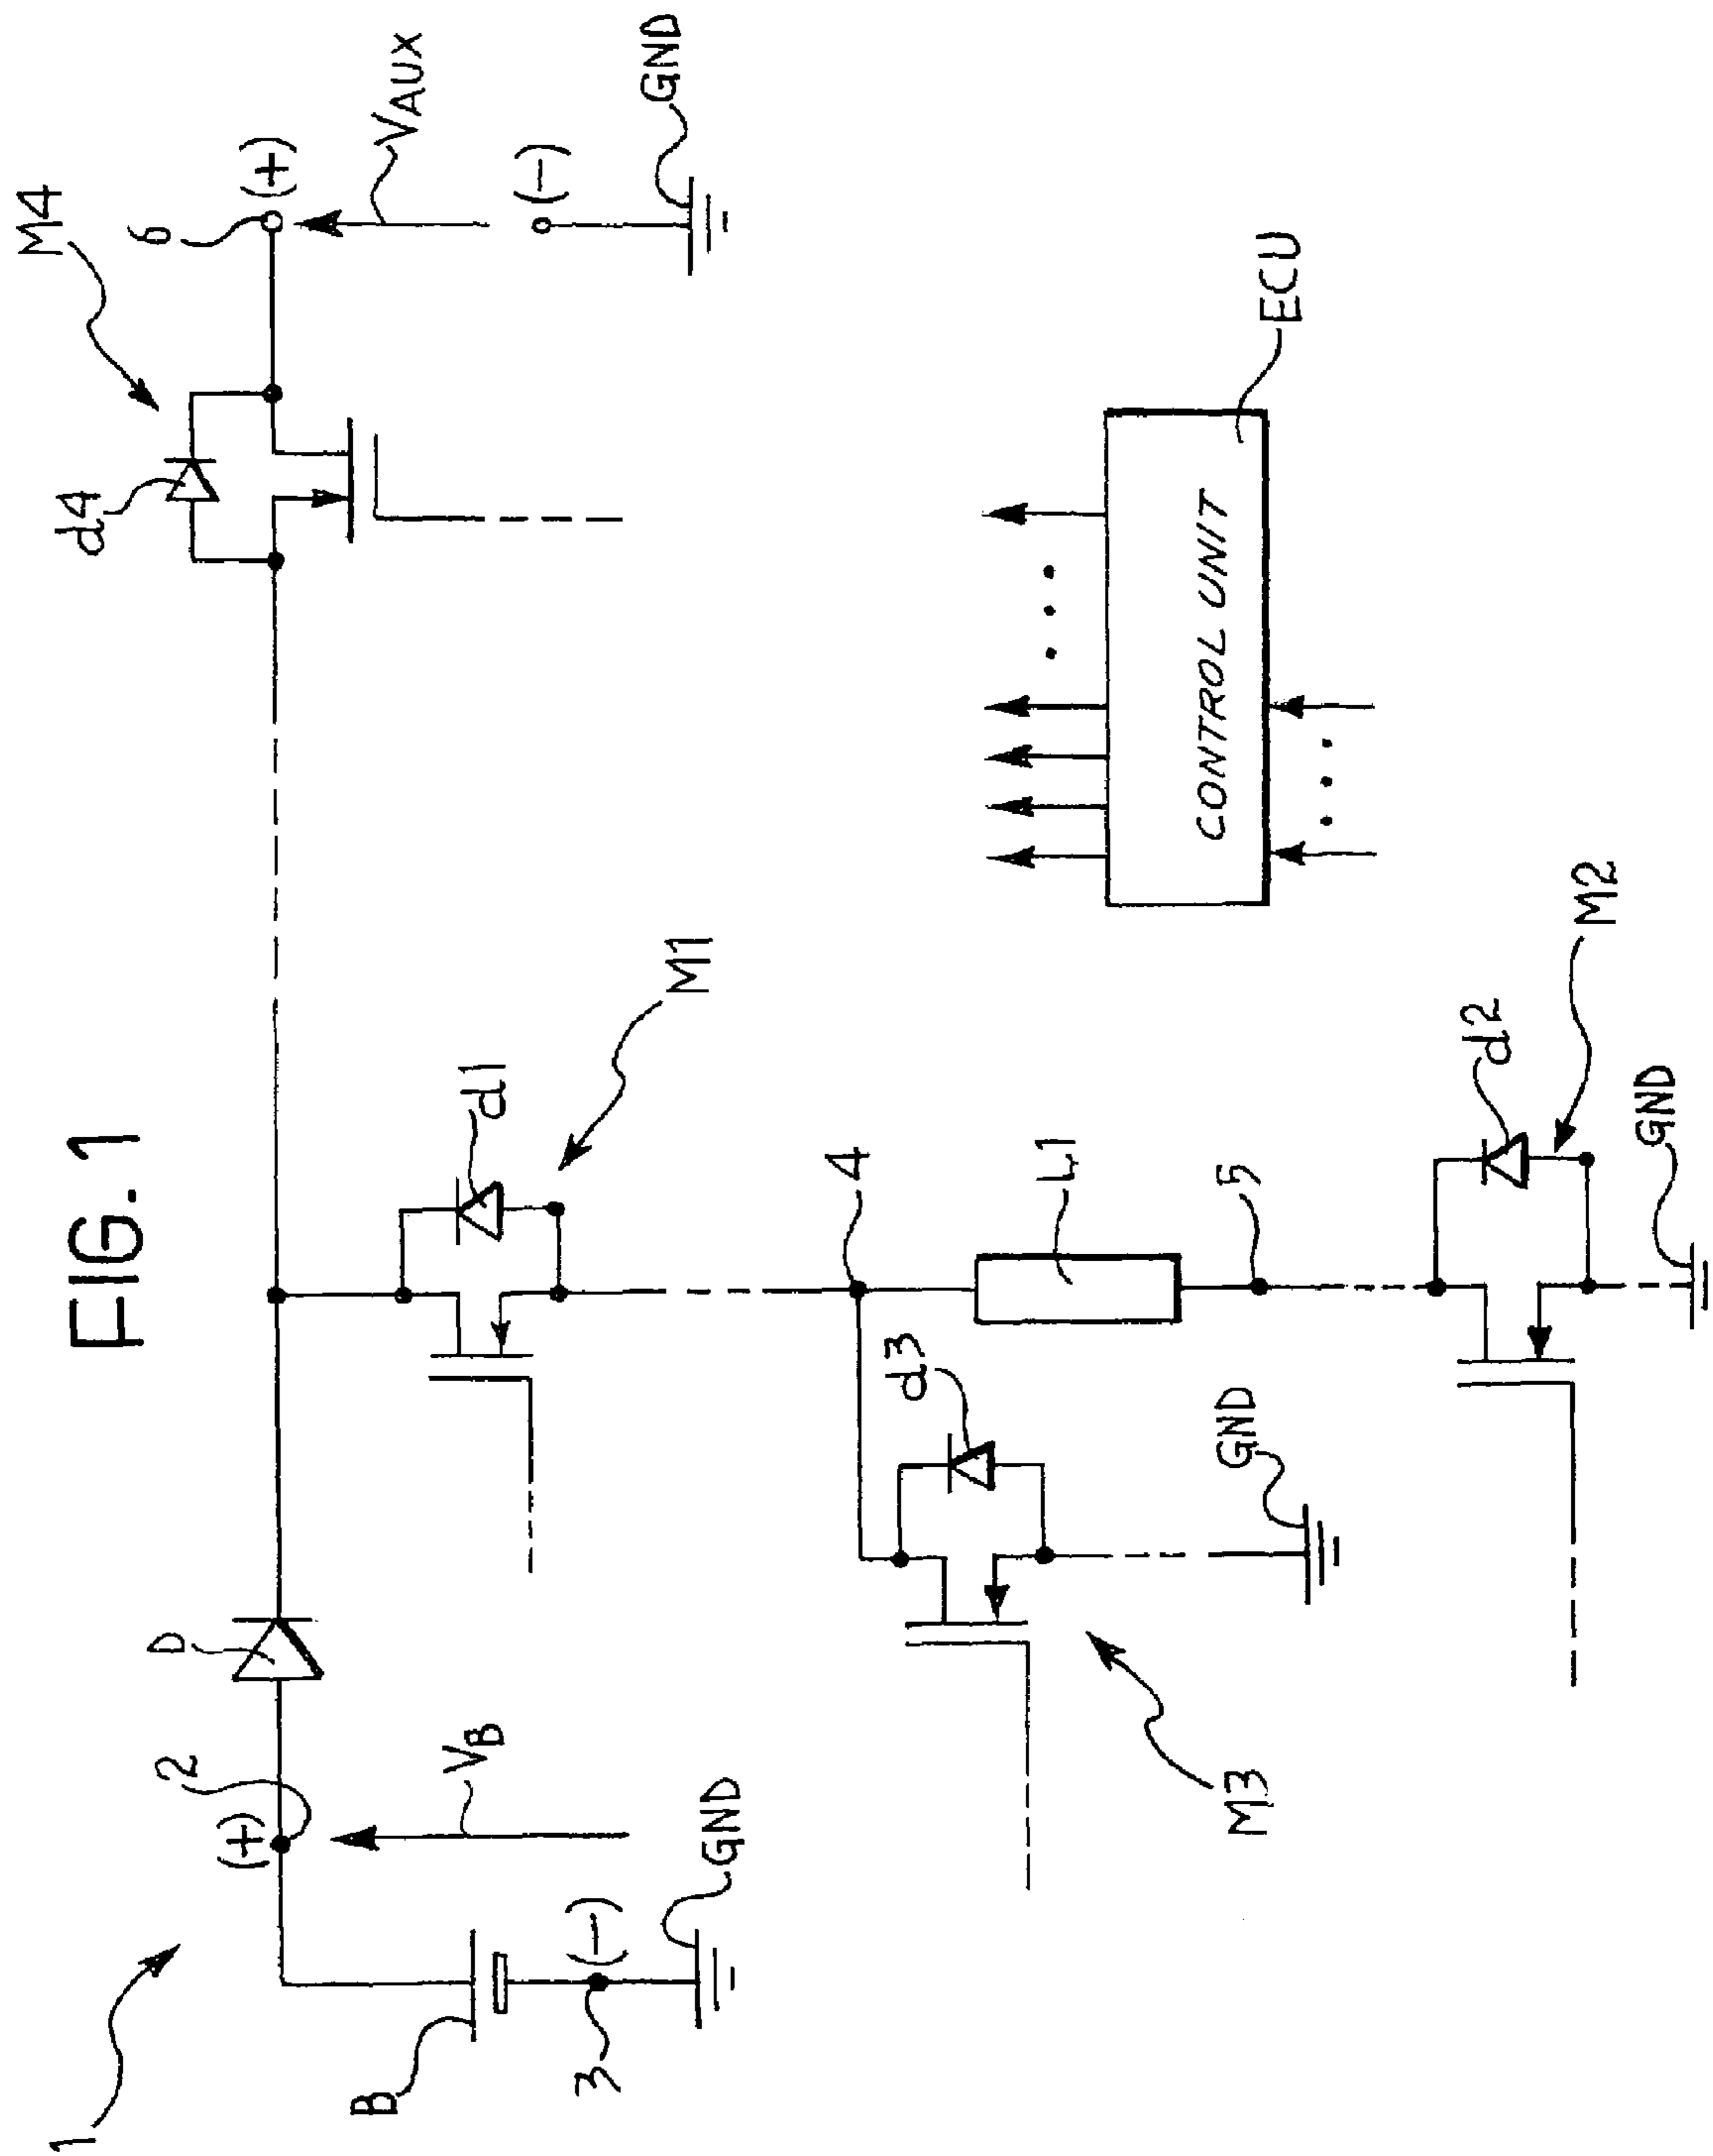 FIG. 1
1
B
3
(-)
GND
(+)
2
VB
D
M3
d3
GND
M1
d1
4
L1
5
M2
d2
GND
M4
d4
6
(+)
VAUX
(-)
GND
CONTROL UNIT
ECU